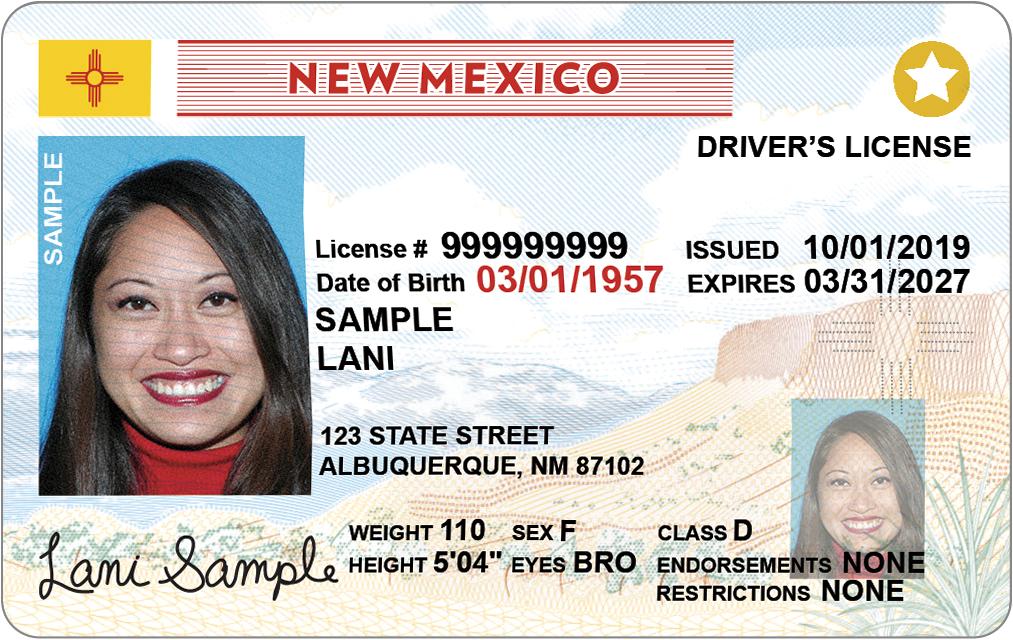 NEW MEXICO
DRIVER'S LICENSE
SAMPLE
License # 999999999
ISSUED 10/01/2019
Date of Birth 03/01/1957
EXPIRES 03/31/2027
SAMPLE
LANI
123 STATE STREET
ALBUQUERQUE, NM 87102
WEIGHT 110 SEX F CLASS D
HEIGHT 5'04" EYES BRO ENDORSEMENTS NONE
RESTRICTIONS NONE
Lani Sample